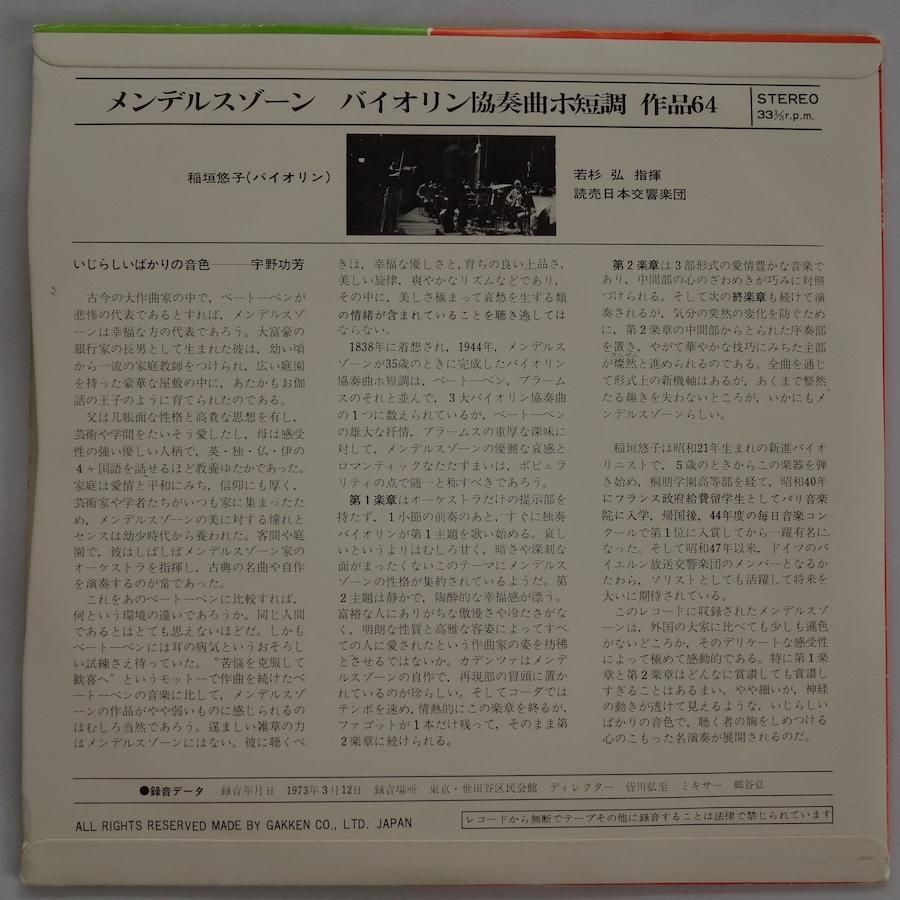 メンデルスゾーン　バイオリン協奏曲ホ短調　作品64
STEREO
33⅓r.p.m.
稲垣悠子(バイオリン)
若杉　弘　指揮
読売日本交響楽団
いじらしいばかりの音色――宇野功芳
古今の大作曲家の中で，ベートーベンが
悲惨の代表であるとすれば，メンデルスゾ
ーンは幸福な方の代表であろう。大富豪の
銀行家の長男として生まれた彼は，幼い頃
から一流の家庭教師をつけられ，広い庭園
を持った豪華な屋敷の中に，あたかもお伽
話の王子のように育てられたのである。
父は几帳面な性格と高貴な思想を有し，
芸術や学問をたいそう愛したし，母は感受
性の強い優しい人柄で，英・独・仏・伊の
4ヶ国語を話せるほど教養ゆたかであった。
家庭は愛情と平和にみち，信仰にも厚く，
芸術家や学者たちがいつも家に集まったた
め，メンデルスゾーンの美に対する憧れと
センスは幼少時代から養われた。客間や庭
園で，彼はしばしばメンデルスゾーン家の
オーケストラを指揮し，古典の名曲や自作
を演奏するのが常であった。
これをあのベートーベンに比較すれば，
何という環境の違いであろうか。同じ人間
であるとはとても思えないほどだ。しかも
ベートーベンには耳の病気というおそろし
い試練さえ待っていた。〝苦悩を克服して
歓喜へ〟というモットーで作曲を続けたベ
ートーベンの音楽に比して，メンデルスゾ
ーンの作品がやや弱いものに感じられるの
はむしろ当然であろう。逞ましい雑草の力
はメンデルスゾーンにはない。彼に聴くべ
きは，幸福な優しさと，育ちの良い上品さ，
美しい旋律，爽やかなリズムなどであり，
その中に，美しさ極まって哀愁を生ずる類
の情緒が含まれていることを聴き逃しては
ならない。
1838年に着想され，1944年，メンデルス
ゾーンが35歳のときに完成したバイオリン
協奏曲ホ短調は，ベートーベン，ブラーム
スのそれと並んで，3大バイオリン協奏曲
の1つに数えられているが，ベートーベン
の雄大な抒情，ブラームスの重厚な深味に
対して，メンデルスゾーンの優麗な哀感と
ロマンティックなたたずまいは，ポピュラ
リティの点で随一と称すべきであろう。
第1楽章はオーケストラだけの提示部を
持たず，1小節の前奏のあと，すぐに独奏
バイオリンが第1主題を歌い始める。哀し
いというよりはむしろ甘く，暗さや深刻な
面がまったくないこのテーマにメンデルス
ゾーンの性格が集約されているようだ。第
2主題は静かで，陶酔的な幸福感が漂う。
富裕な人にありがちな傲慢さや冷たさがな
く，明朗な性質と高雅な容姿によってすべ
ての人に愛されたという作曲家の姿を彷彿
とさせるではないか。カデンツァはメンデ
ルスゾーンの自作で，再現部の冒頭に置か
れているのが珍らしい。そしてコーダでは
テンポを速め，情熱的にこの楽章を終るが，
ファゴットが1本だけ残って，そのまま第
2楽章に続けられる。
第2楽章は3部形式の愛情豊かな音楽で
あり，中間部の心のざわめきが巧みに対照
づけられる。そして次の終楽章も続けて演
奏されるが，気分の突然の変化を防ぐため
に，第2楽章の中間部からとられた序奏部
を置き，やがて華やかな技巧にみちた主部
さんぜん
が燦然と進められるのである。全曲を通じ
て形式上の新機軸はあるが，あくまで整然
たる趣きを失わないところが，いかにもメ
ンデルスゾーンらしい。
稲垣悠子は昭和21年生まれの新進バイオ
リニストで，5歳のときからこの楽器を弾
き始め，桐朋学園高等部を経て，昭和40年
にフランス政府給費留学生としてパリ音楽
院に入学，帰国後，44年度の毎日音楽コン
クールで第1位に入賞してから一躍有名に
なった。そして昭和47年以来，ドイツのバ
イエルン放送交響楽団のメンバーとなるか
たわら，ソリストとしても活躍して将来を
大いに期待されている。
このレコードに収録されたメンデルスゾ
ーンは，外国の大家に比べても少しも遜色
がないどころか，そのデリケートな感受性
によって極めて感動的である。特に第1楽
章と第2楽章はどんなに賞讃しても賞讃し
すぎることはあるまい。やや細いが，神経
の動きが透けて見えるような，いじらしい
ばかりの音色で，聴く者の胸をしめつける
心のこもった名演奏が展開されるのだ。
●録音データ　録音年月日　1973年3月12日　録音場所　東京・世田谷区民会館　ディレクター　皆川弘至　ミキサー　郷谷弘
ALL RIGHTS RESERVED MADE BY GAKKEN CO., LTD. JAPAN
レコードから無断でテープその他に録音することは法律で禁じられています